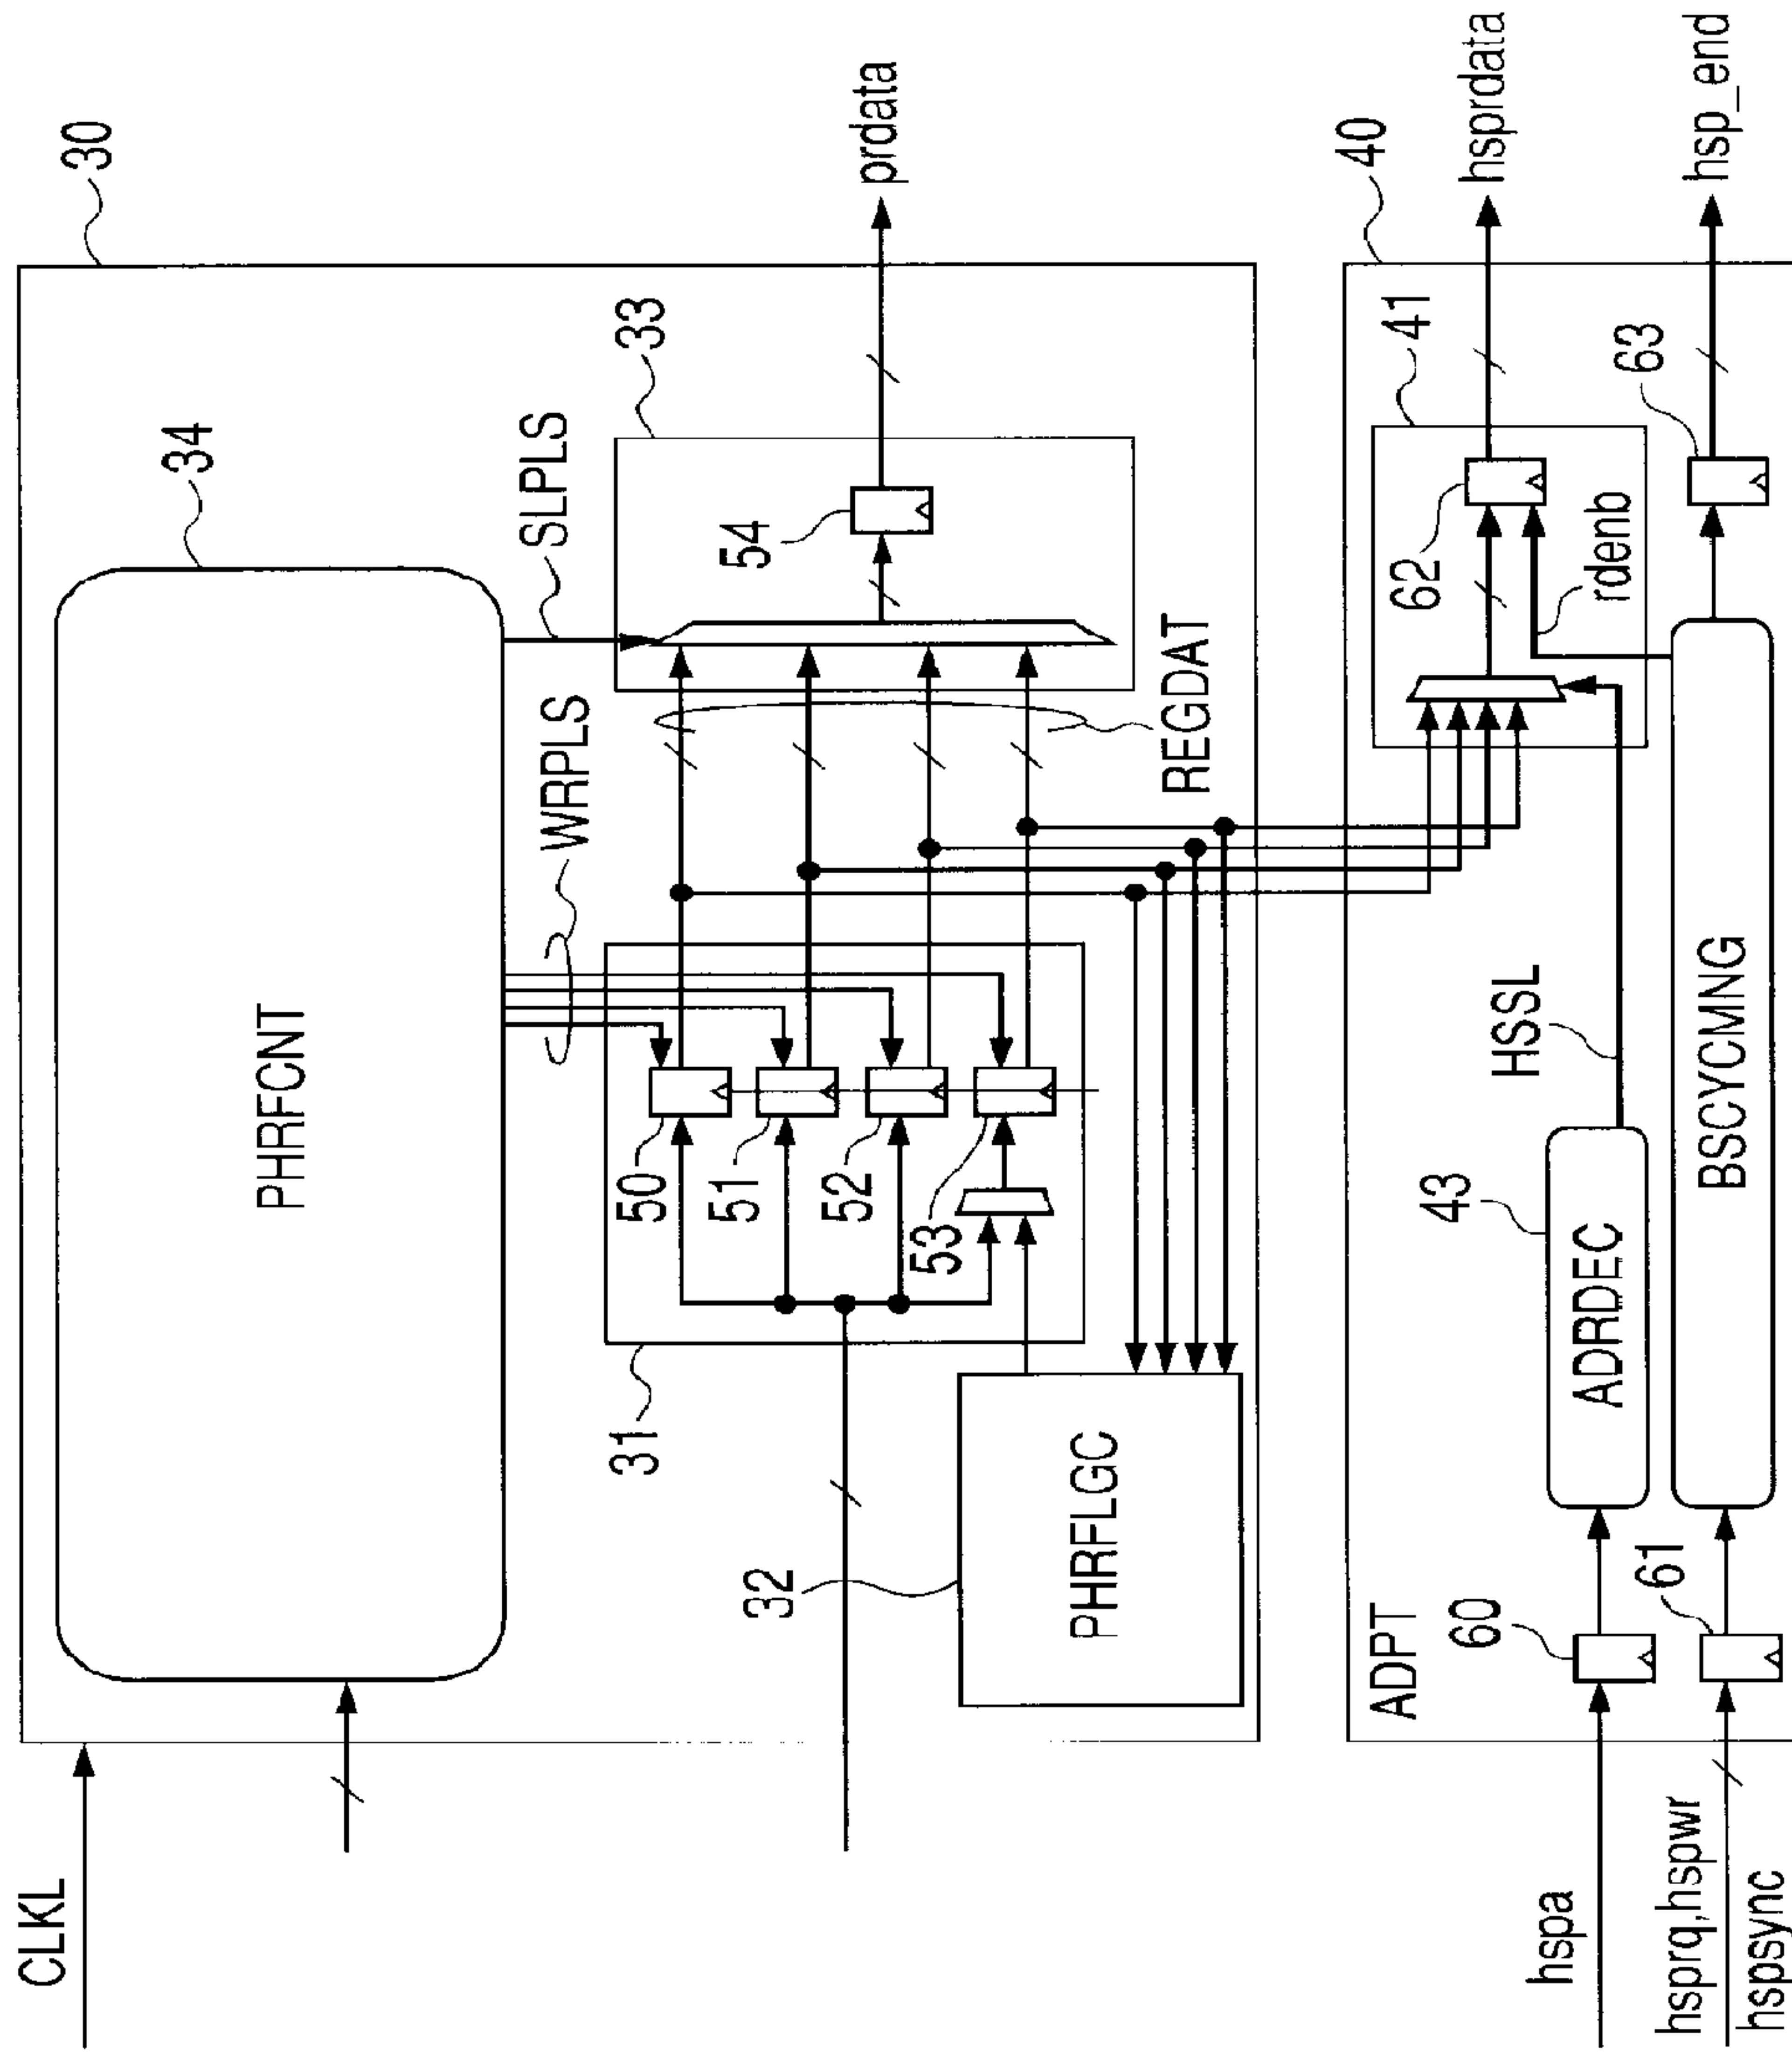 CLKL
30
34
PHRFCNT
WRPLS
SLPLS
33
54
prdata
31
50
51
52
53
REGDAT
32
PHRFLGC
40
ADPT
41
62
rdenb
hsprdata
63
hsp_end
HSSL
43
ADRDEC
BSCYCMNG
60
61
hspa
hsprq,hspwr
hspsync